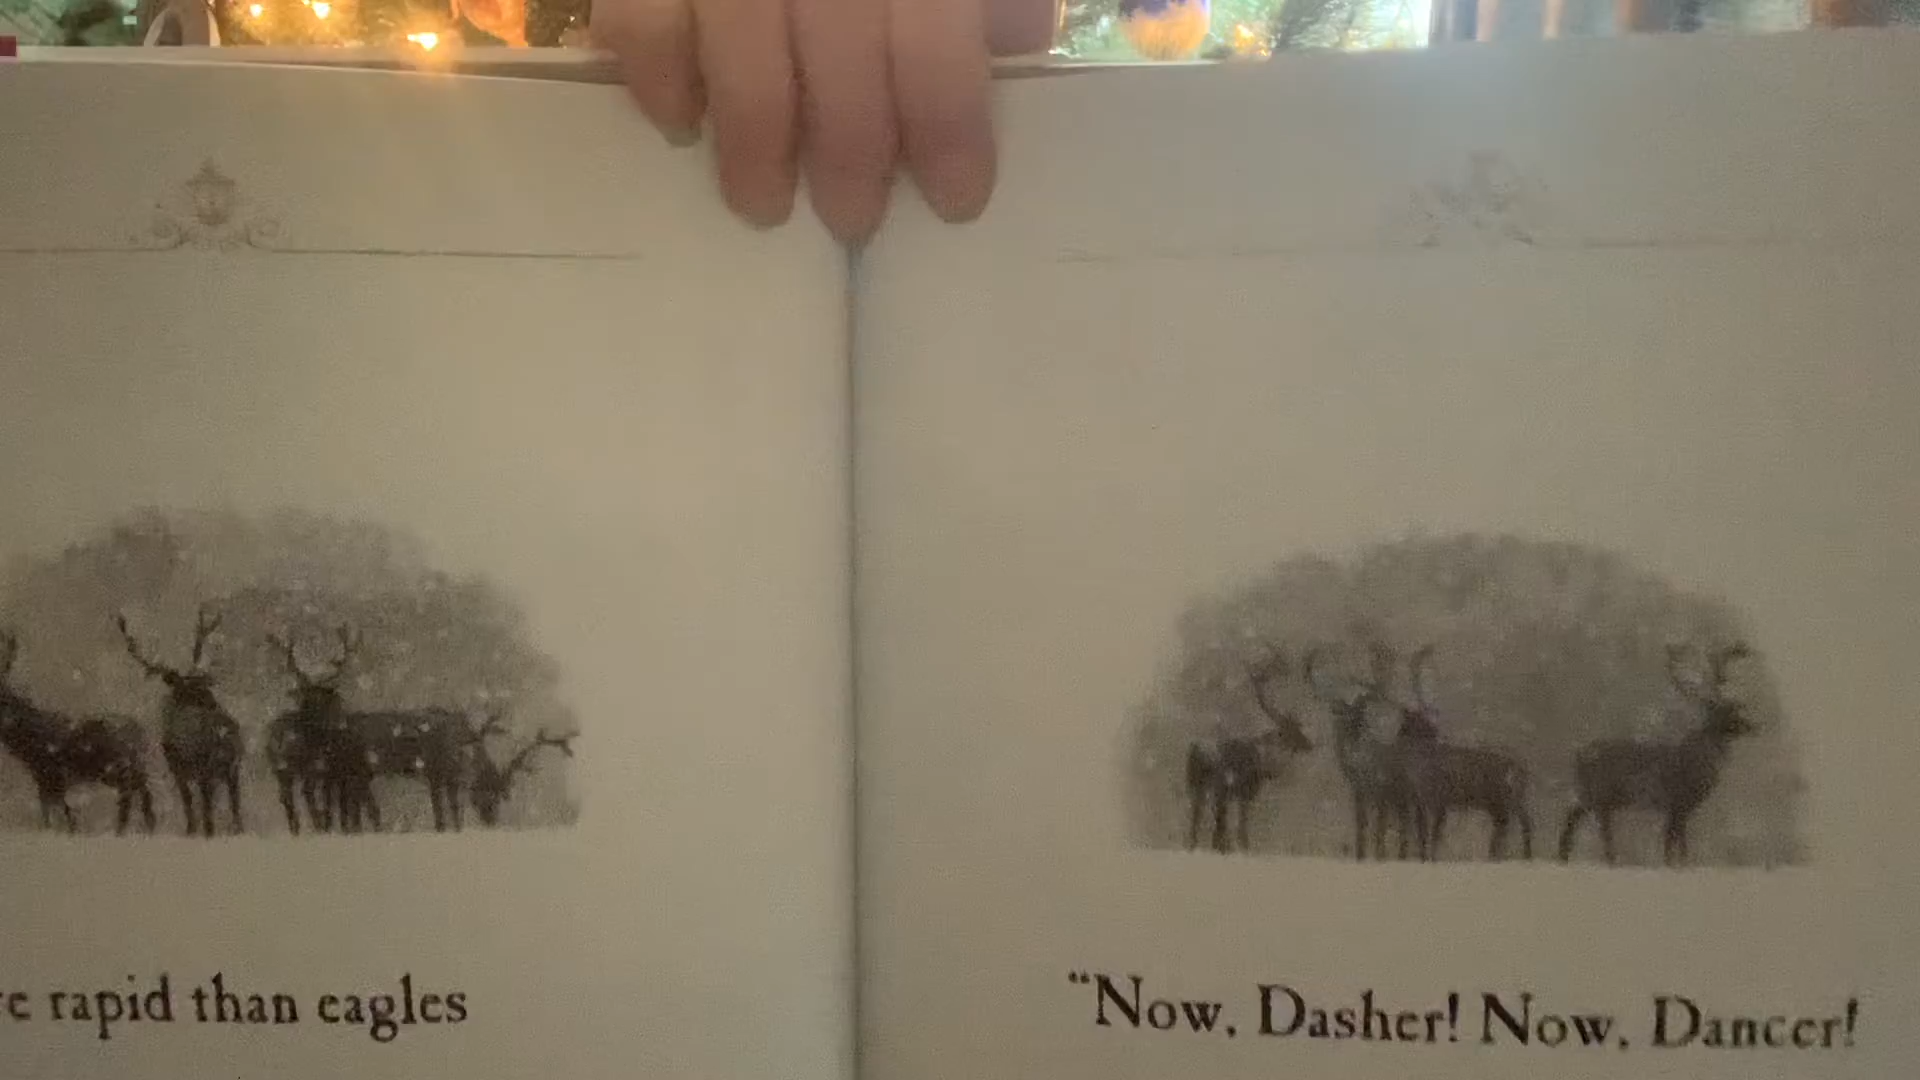 rapid than eagles
“Now, Dasher! Now, Dancer!